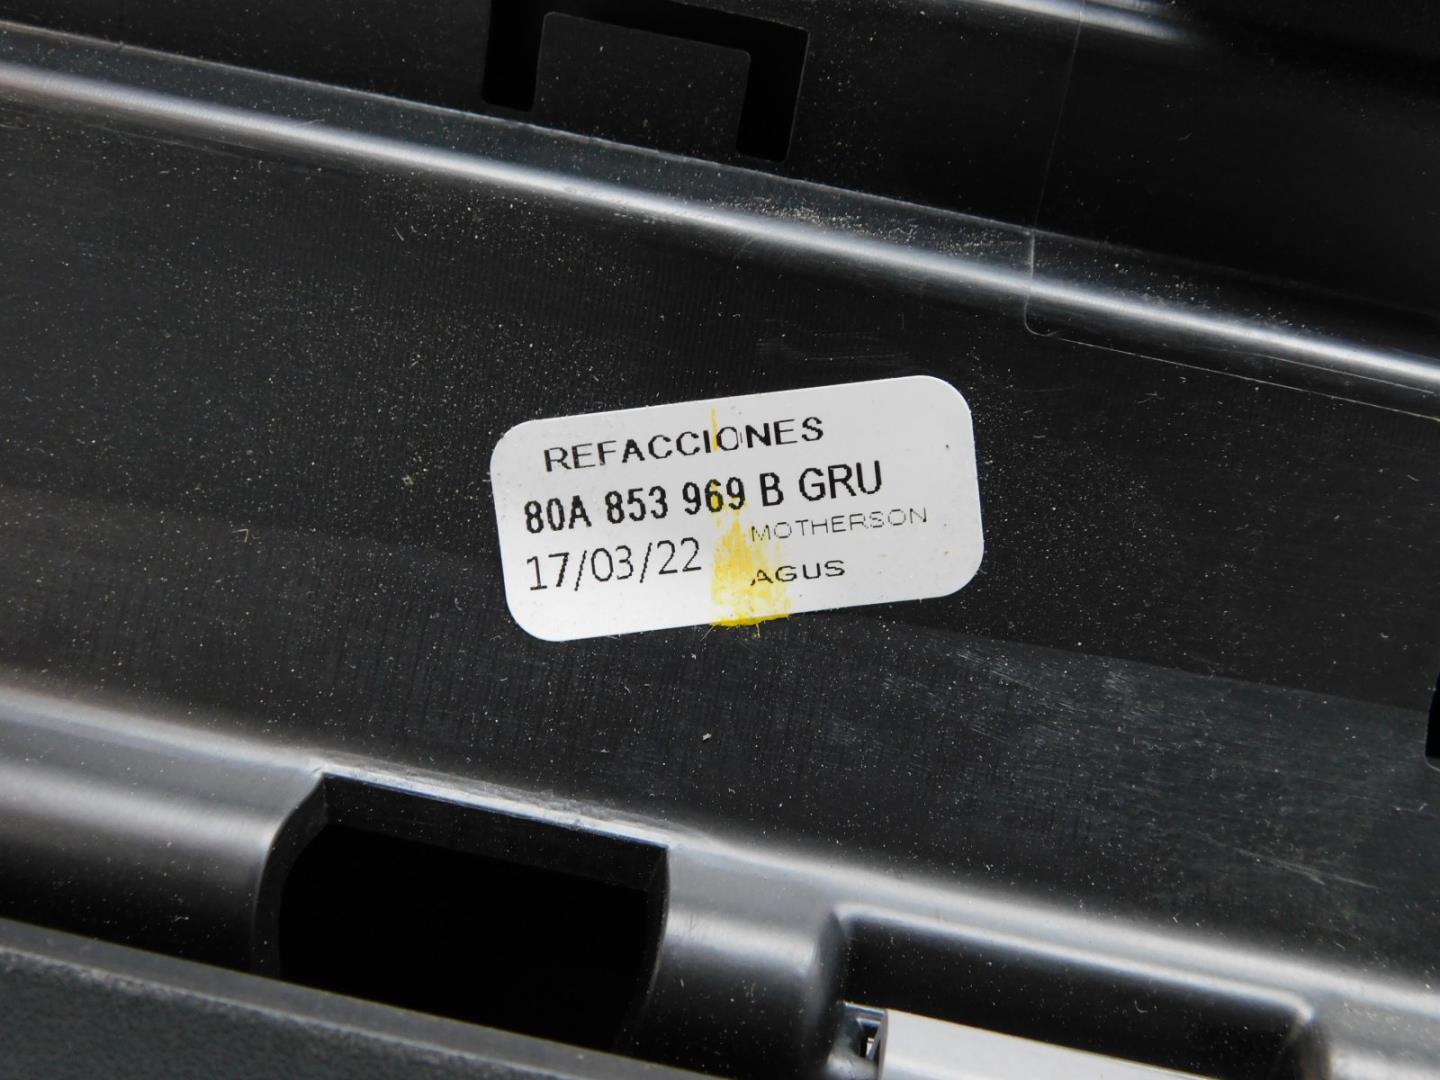 REFACCIONES
80A 853 969 B GRU
17/03/22
MOTHERSON
AGUS